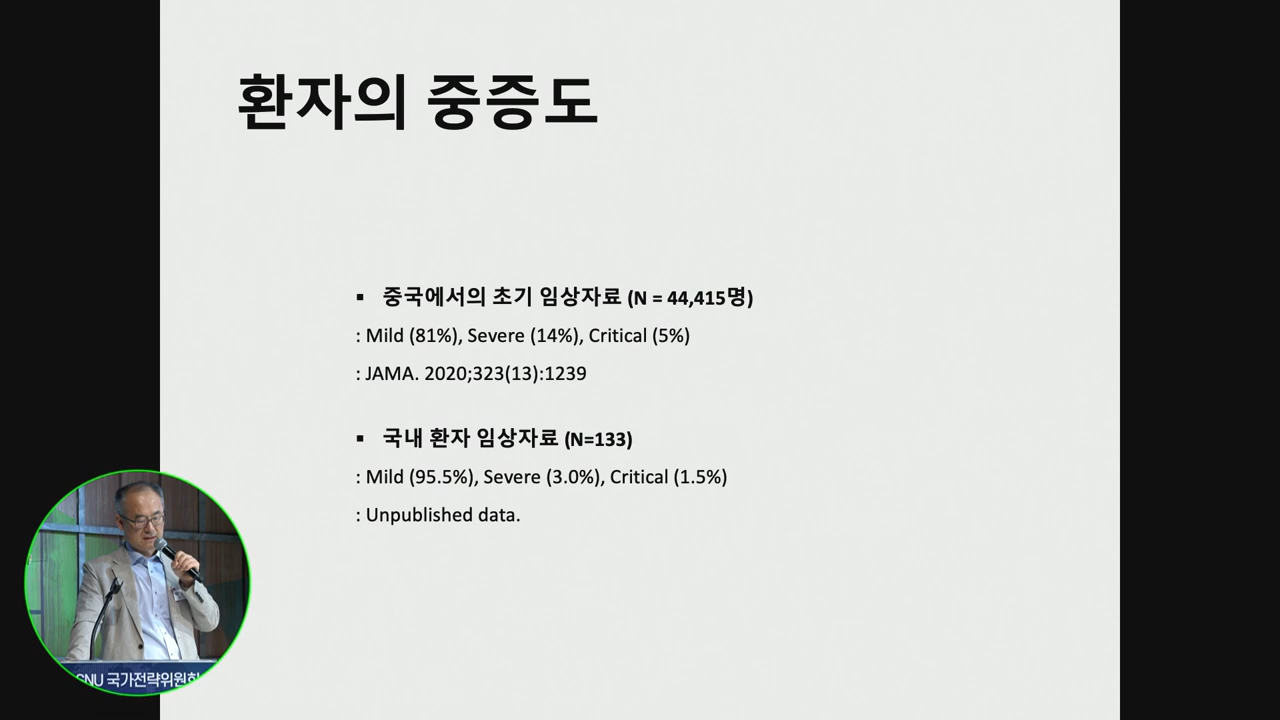 환자의 중증도
▪ 중국에서의 초기 임상자료 (N = 44,415명)
: Mild (81%), Severe (14%), Critical (5%)
: JAMA. 2020;323(13):1239
▪ 국내 환자 임상자료 (N=133)
: Mild (95.5%), Severe (3.0%), Critical (1.5%)
: Unpublished data.
SNU 국가전략위원회